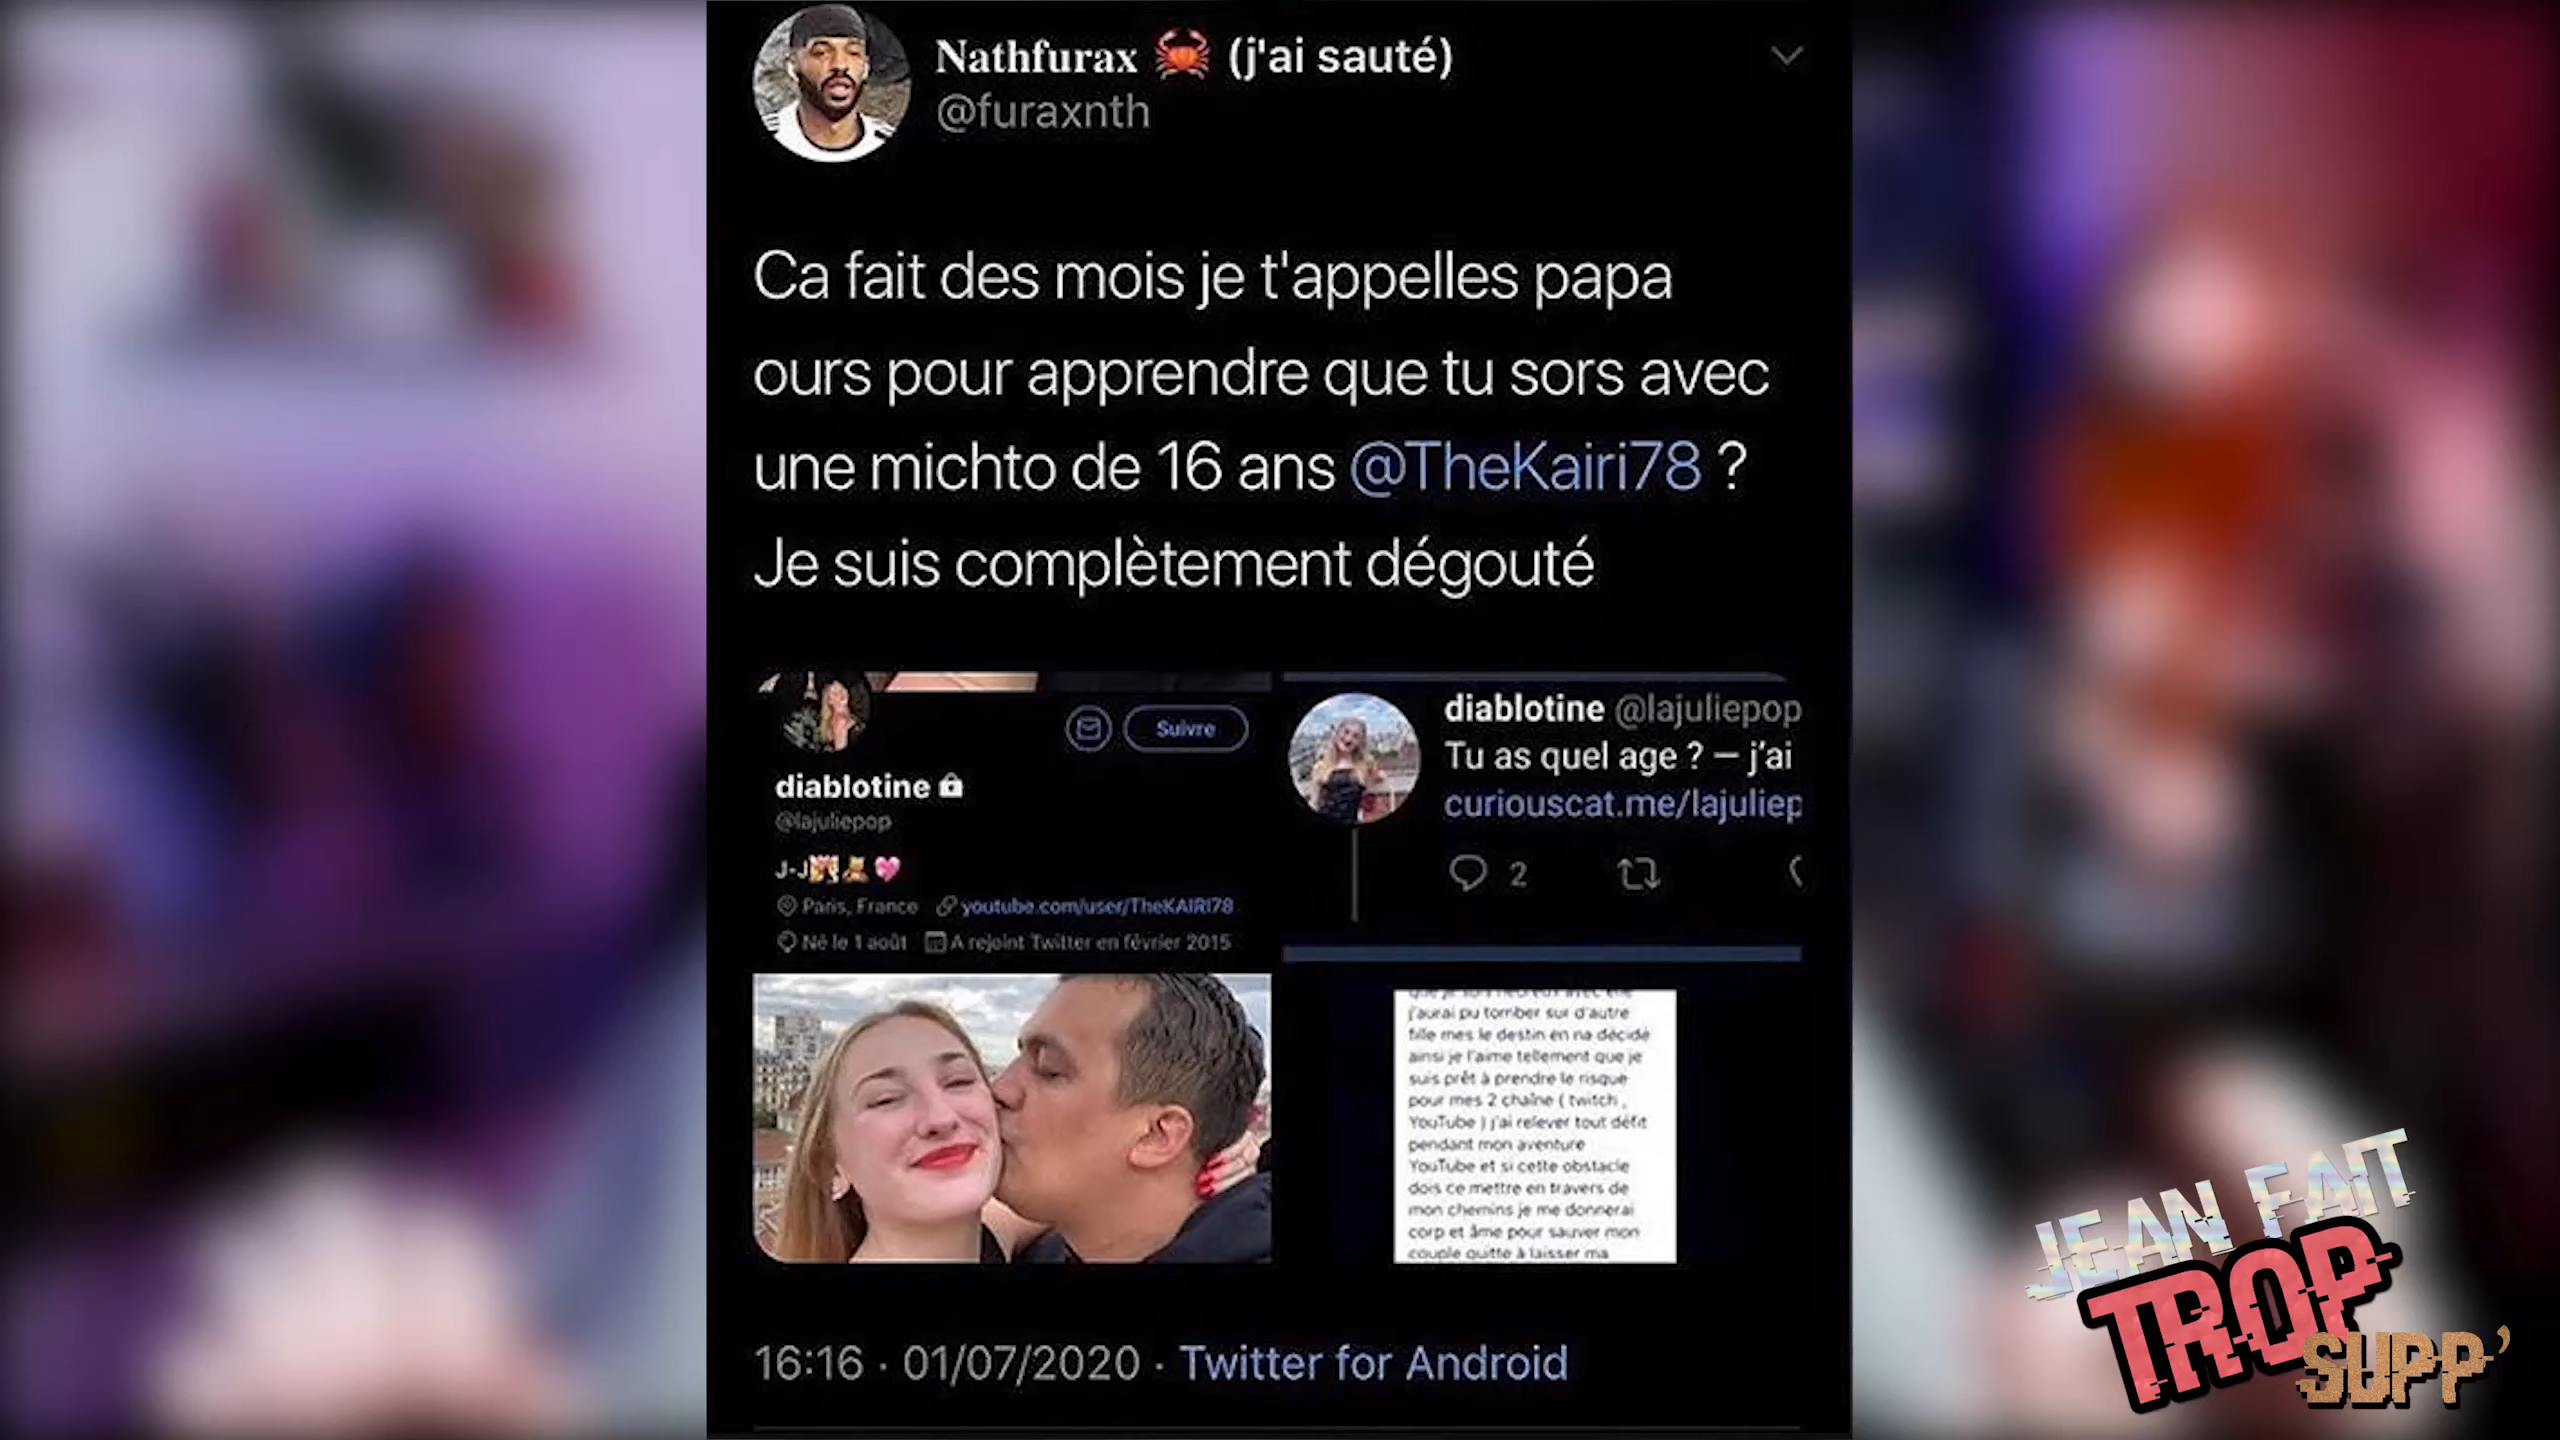 Nathfurax 🦀 (j'ai sauté)
@furaxnth
Ca fait des mois je t'appelles papa
ours pour apprendre que tu sors avec
une michto de 16 ans @TheKairi78 ?
Je suis complètement dégouté
Suivre
diablotine 🔒
@lajuliepop
J-J
Paris, France youtube.com/user/TheKAIRI78
Né le 1 août A rejoint Twitter en février 2015
diablotine @lajuliepop
Tu as quel age ? — j'ai
curiouscat.me/lajuliep
2
que je sois heureux avec elle
j'aurai pu tomber sur d'autre
fille mes le destin en na décidé
ainsi je l'aime tellement que je
suis prêt à prendre le risque
pour mes 2 chaîne ( twitch ,
YouTube ) j'ai relever tout défit
pendant mon aventure
YouTube et si cette obstacle
dois ce mettre en travers de
mon chemins je me donnerai
corp et âme pour sauver mon
couple quitte à laisser ma
16:16 · 01/07/2020 · Twitter for Android
JEAN FAIT
TROP
SUPP'